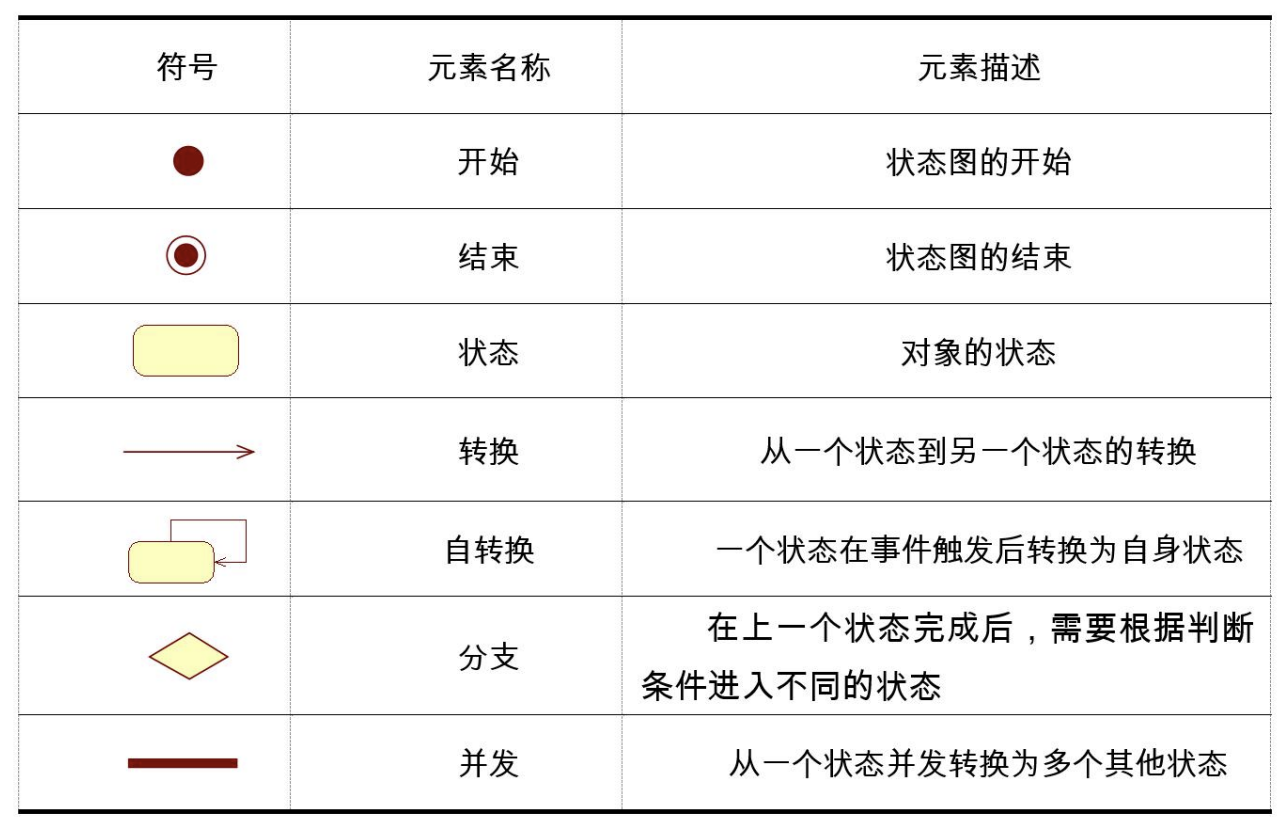 符号 元素名称 元素描述
开始 状态图的开始
结束 状态图的结束
状态 对象的状态
转换 从一个状态到另一个状态的转换
自转换 一个状态在事件触发后转换为自身状态
分支 在上一个状态完成后，需要根据判断
条件进入不同的状态
并发 从一个状态并发转换为多个其他状态